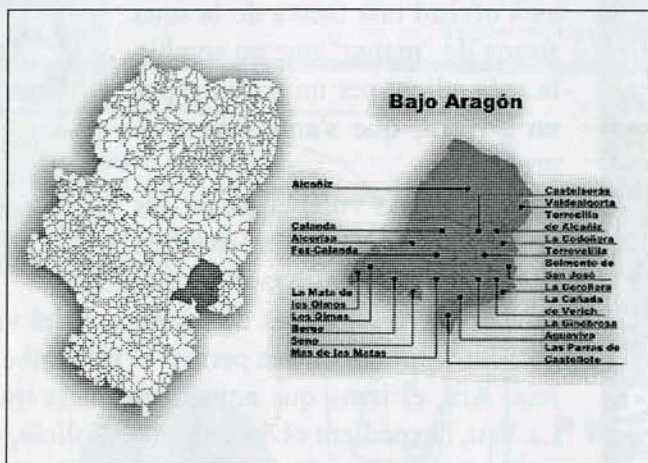 Bajo Aragón
Alcañiz
Calanda
Alcorisa
Foz-Calanda
La Mata de
los Olmos
Los Olmos
Berge
Seno
Mas de las Matas
Castelserás
Valdealgorfa
Torrecilla
de Alcañiz
La Codoñera
Torrevelilla
Belmonte de
San José
La Cerollera
La Cañada
de Verich
La Ginebrosa
Aguaviva
Las Parras de
Castellote